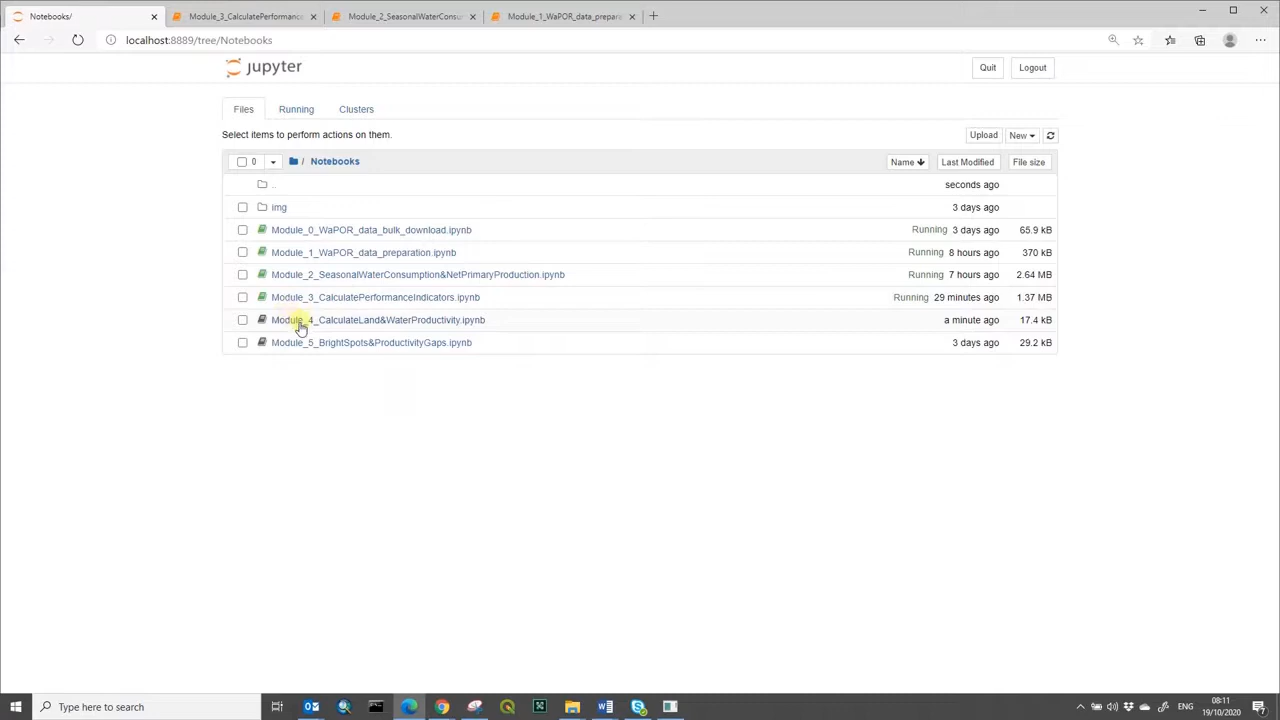 Notebooks/
Module_3_CalculatePerformance
Module_2_SeasonalWaterConsu
Module_1_WaPOR_data_prepara
localhost:8889/tree/Notebooks
jupyter
Quit
Logout
Files
Running
Clusters
Select items to perform actions on them.
Upload
New
0
/ Notebooks
Name
Last Modified
File size
..
seconds ago
img
3 days ago
Module_0_WaPOR_data_bulk_download.ipynb
Running 3 days ago 65.9 kB
Module_1_WaPOR_data_preparation.ipynb
Running 8 hours ago 370 kB
Module_2_SeasonalWaterConsumption&NetPrimaryProduction.ipynb
Running 7 hours ago 2.64 MB
Module_3_CalculatePerformanceIndicators.ipynb
Running 29 minutes ago 1.37 MB
Module_4_CalculateLand&WaterProductivity.ipynb
a minute ago 17.4 kB
Module_5_BrightSpots&ProductivityGaps.ipynb
3 days ago 29.2 kB
Type here to search
ENG
08:11
19/10/2020